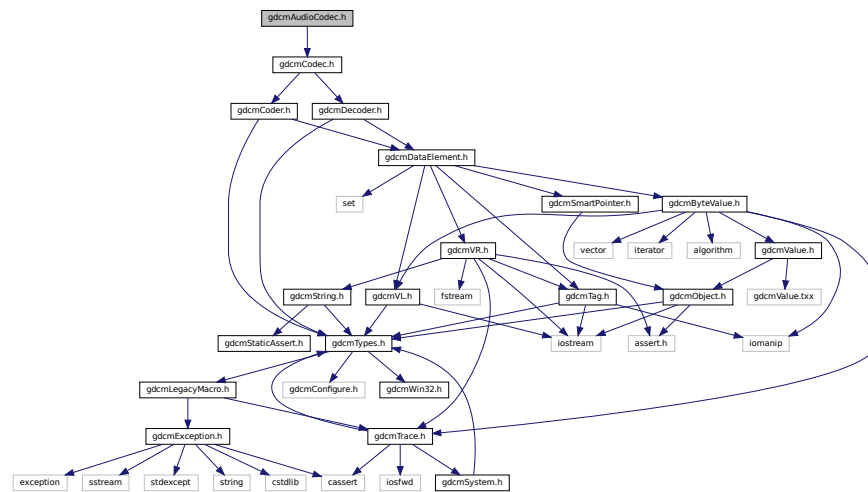 gdcmAudioCodec.h
gdcmCodec.h
gdcmCoder.h
gdcmDecoder.h
gdcmDataElement.h
set
gdcmSmartPointer.h
gdcmByteValue.h
gdcmVR.h
vector
iterator
algorithm
gdcmValue.h
gdcmString.h
gdcmVL.h
fstream
gdcmTag.h
gdcmObject.h
gdcmValue.txx
gdcmStaticAssert.h
gdcmTypes.h
iostream
assert.h
iomanip
gdcmLegacyMacro.h
gdcmConfigure.h
gdcmWin32.h
gdcmException.h
gdcmTrace.h
exception
sstream
stdexcept
string
cstdlib
cassert
iosfwd
gdcmSystem.h